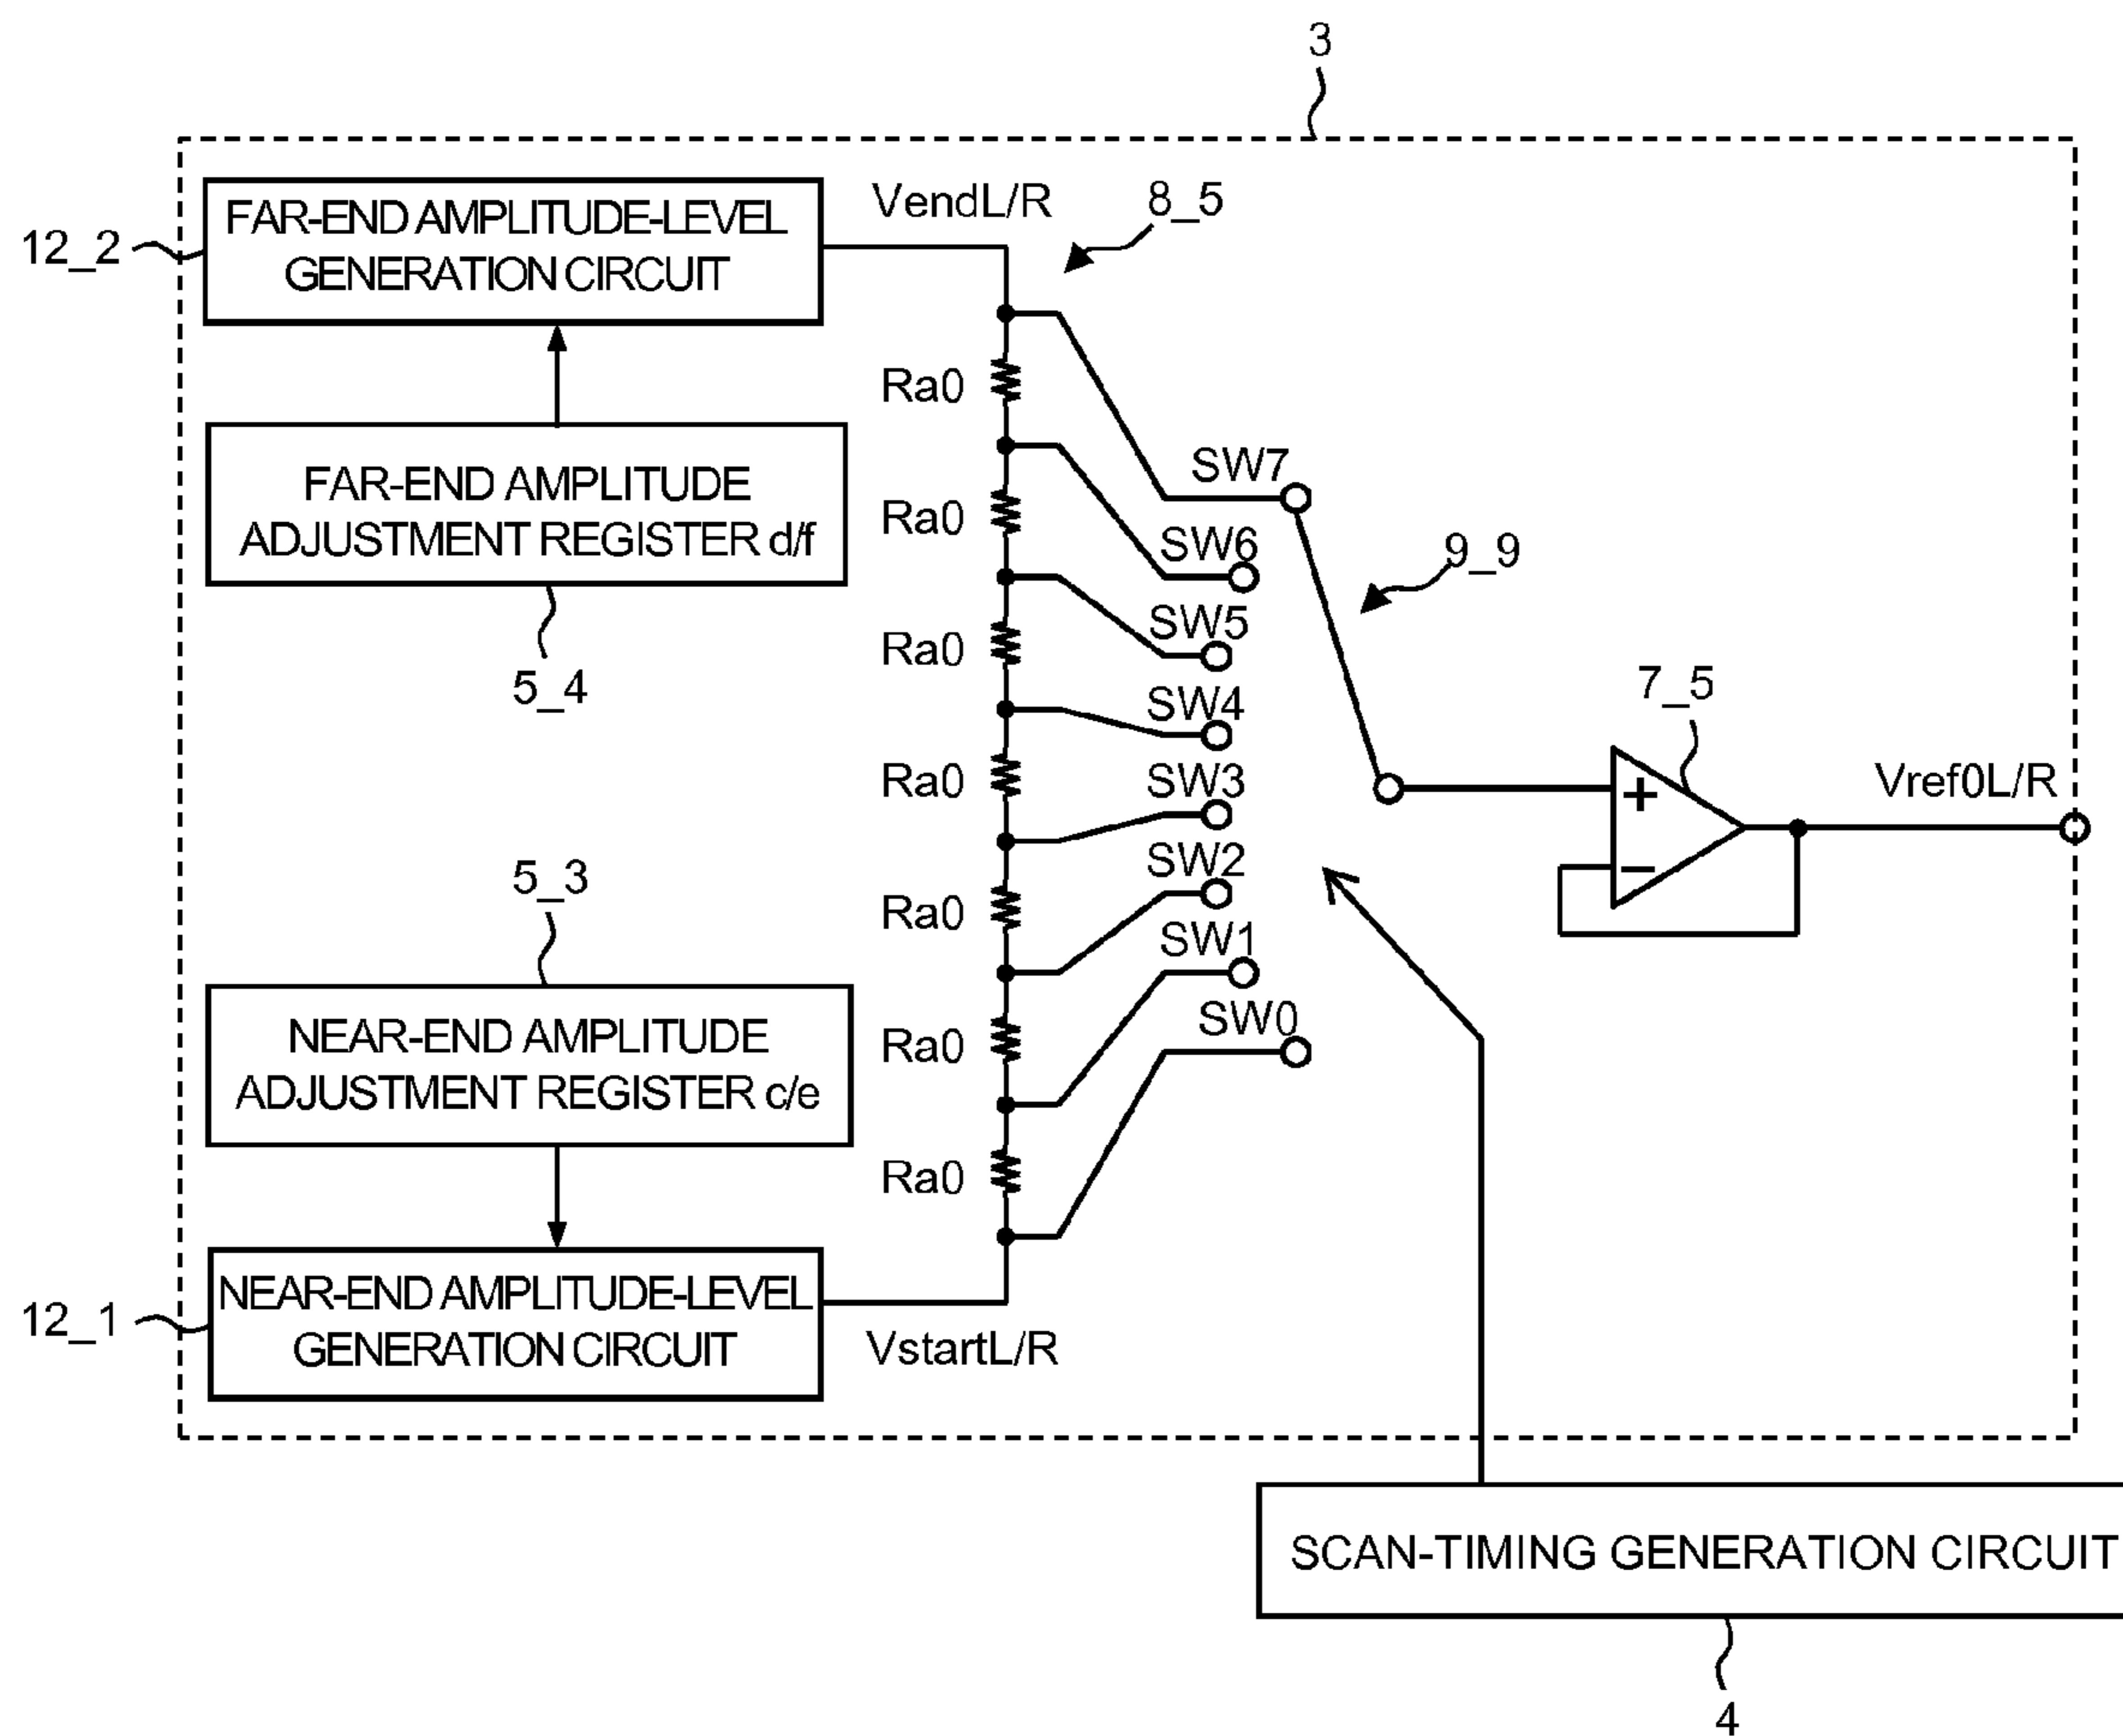 3
12_2
FAR-END AMPLITUDE-LEVEL
GENERATION CIRCUIT
VendL/R
8_5
Ra0
FAR-END AMPLITUDE
ADJUSTMENT REGISTER d/f
5_4
SW7
Ra0
SW6
9_9
Ra0
SW5
SW4
7_5
Ra0
SW3
+
−
Vref0L/R
5_3
Ra0
SW2
SW1
NEAR-END AMPLITUDE
ADJUSTMENT REGISTER c/e
Ra0
SW0
Ra0
12_1
NEAR-END AMPLITUDE-LEVEL
GENERATION CIRCUIT
VstartL/R
SCAN-TIMING GENERATION CIRCUIT
4